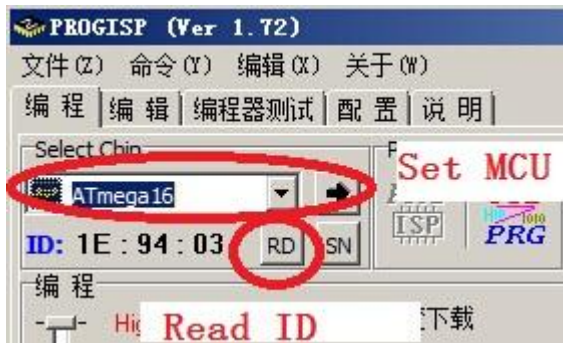 PROGISP (Ver 1.72)
文件(Z) 命令(Y) 编辑(X) 关于(W)
编 程 编 辑 编程器测试 配 置 说 明
Select Chip
Set MCU
ATmega16
ISP PRG
ID: 1E:94:03 RD SN
编 程
Read ID 下载